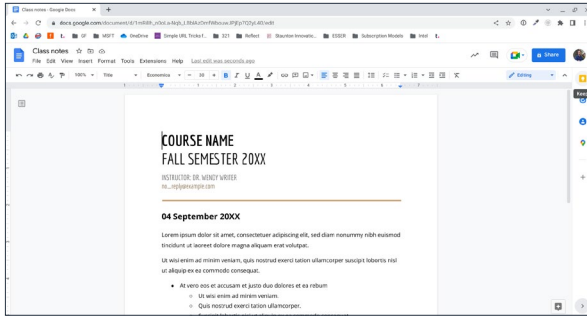 Class notes - Google Docs
docs.google.com/document/d/
GF
MSFT
OneDrive
Simple URL Tricks f...
321
Reflect
Staunton Innovatic...
ESSER
Subscription Models
Intel
Class notes
Share
File Edit View Insert Format Tools Extensions Help Last edit was seconds ago
100% Title Economica 30 B I U A Editing
Keep
COURSE NAME
FALL SEMESTER 20XX
INSTRUCTOR: DR. WENDY WRITER
no_reply@example.com
04 September 20XX
Lorem ipsum dolor sit amet, consectetuer adipiscing elit, sed diam nonummy nibh euismod
tincidunt ut laoreet dolore magna aliquam erat volutpat.
Ut wisi enim ad minim veniam, quis nostrud exerci tation ullamcorper suscipit lobortis nisl
ut aliquip ex ea commodo consequat.
At vero eos et accusam et justo duo dolores et ea rebum
Ut wisi enim ad minim veniam.
Quis nostrud exerci tation ullamcorper.